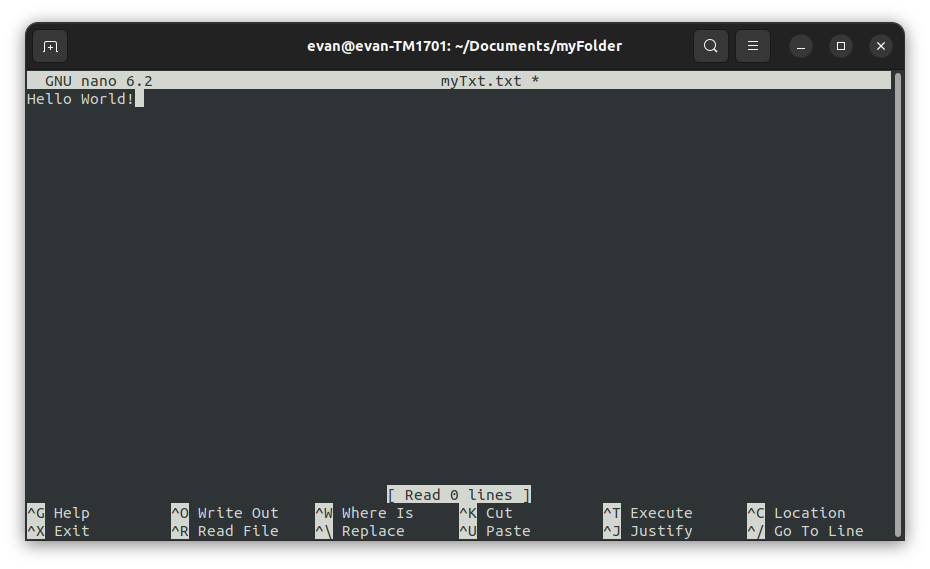 evan@evan-TM1701: ~/Documents/myFolder
GNU nano 6.2 myTxt.txt *
Hello World!
[ Read 0 lines ]
^G Help ^O Write Out ^W Where Is ^K Cut ^T Execute ^C Location
^X Exit ^R Read File ^\ Replace ^U Paste ^J Justify ^/ Go To Line